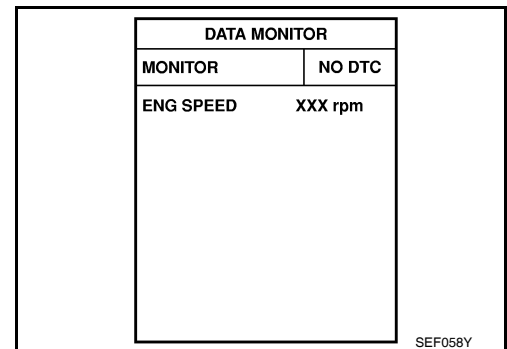 DATA MONITOR
MONITOR NO DTC
ENG SPEED XXX rpm
SEF058Y